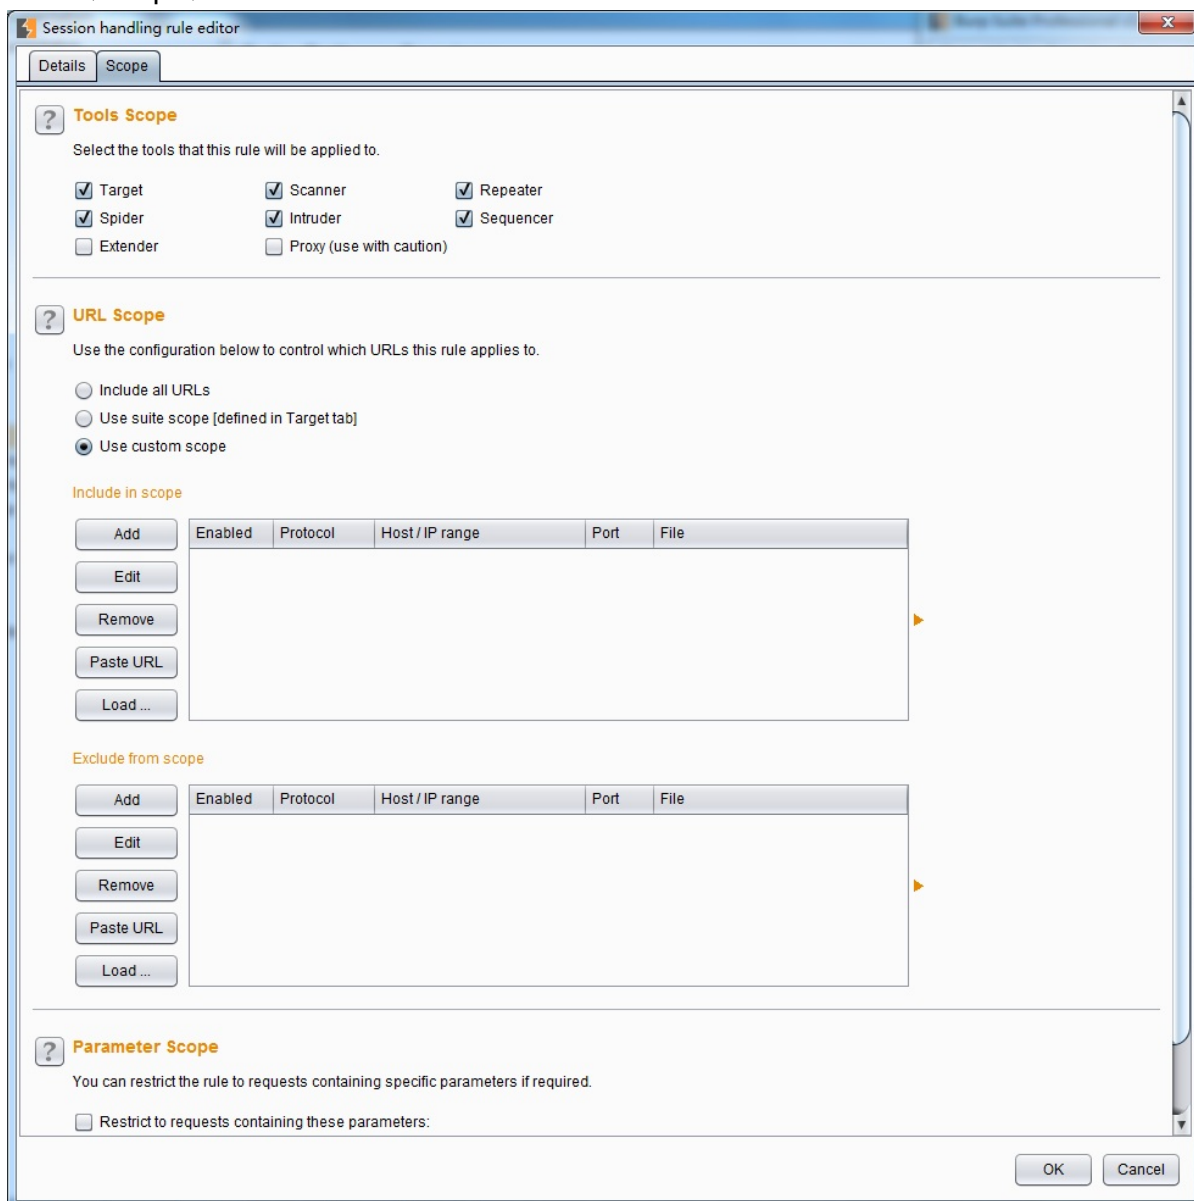 Session handling rule editor
Details Scope
? Tools Scope
Select the tools that this rule will be applied to.
Target Scanner Repeater
Spider Intruder Sequencer
Extender Proxy (use with caution)
? URL Scope
Use the configuration below to control which URLs this rule applies to.
Include all URLs
Use suite scope [defined in Target tab]
Use custom scope
Include in scope
Add Enabled Protocol Host / IP range Port File
Edit
Remove
Paste URL
Load ...
Exclude from scope
Add Enabled Protocol Host / IP range Port File
Edit
Remove
Paste URL
Load ...
? Parameter Scope
You can restrict the rule to requests containing specific parameters if required.
Restrict to requests containing these parameters:
OK Cancel